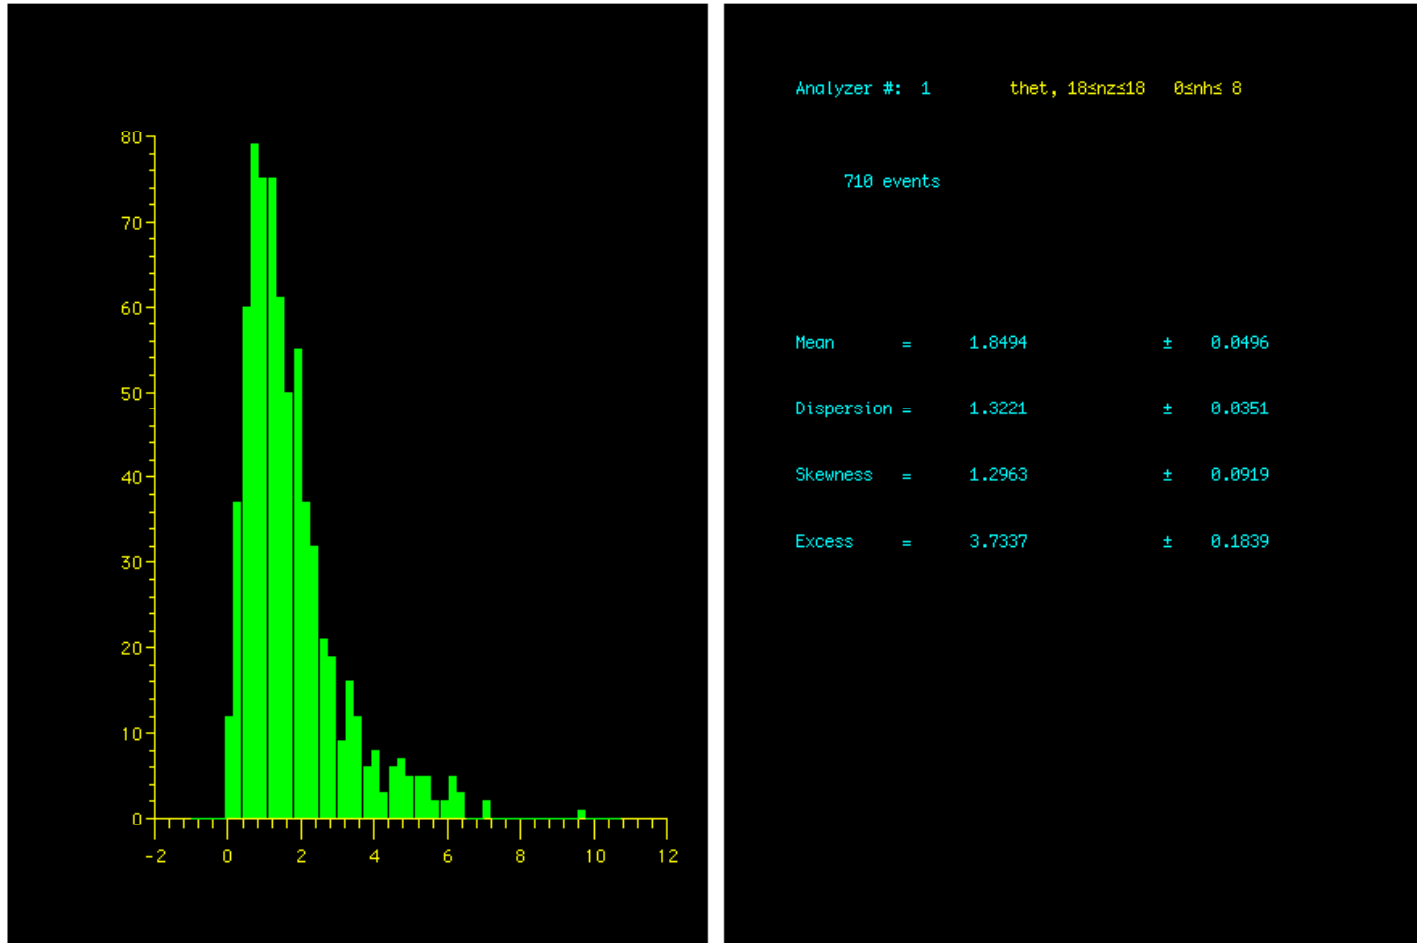 80
70
60
50
40
30
20
10
0
-2 0 2 4 6 8 10 12
Analyzer #: 1 thet, 18≤nz≤18 0≤nh≤ 8
710 events
Mean = 1.8494 ± 0.0496
Dispersion = 1.3221 ± 0.0351
Skewness = 1.2963 ± 0.0919
Excess = 3.7337 ± 0.1839